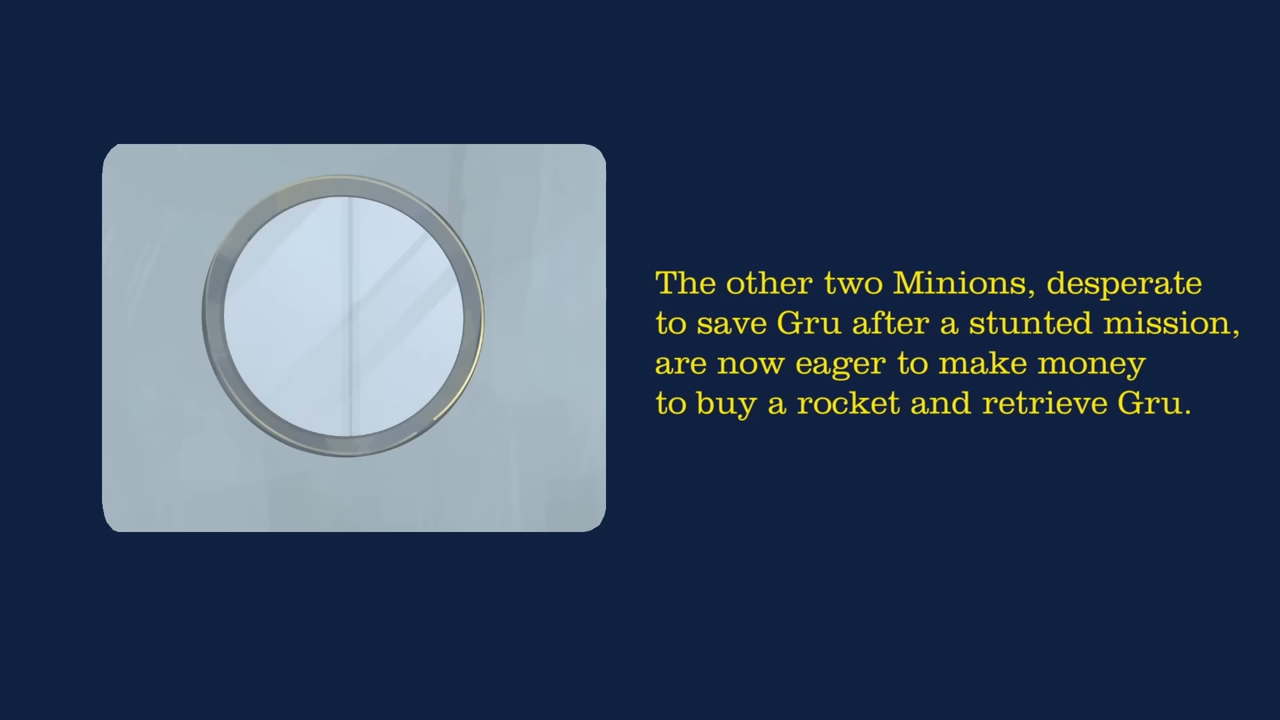 The other two Minions, desperate
to save Gru after a stunted mission,
are now eager to make money
to buy a rocket and retrieve Gru.